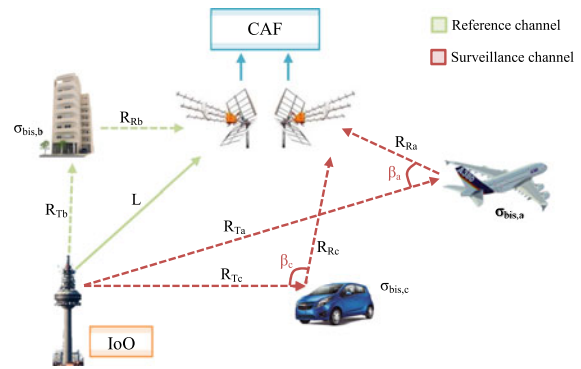 CAF
Reference channel
Surveillance channel
σbis,b
RRb
RRa
RTb
L
RTa
βa
σbis,a
RRc
RTc
βc
σbis,c
IoO